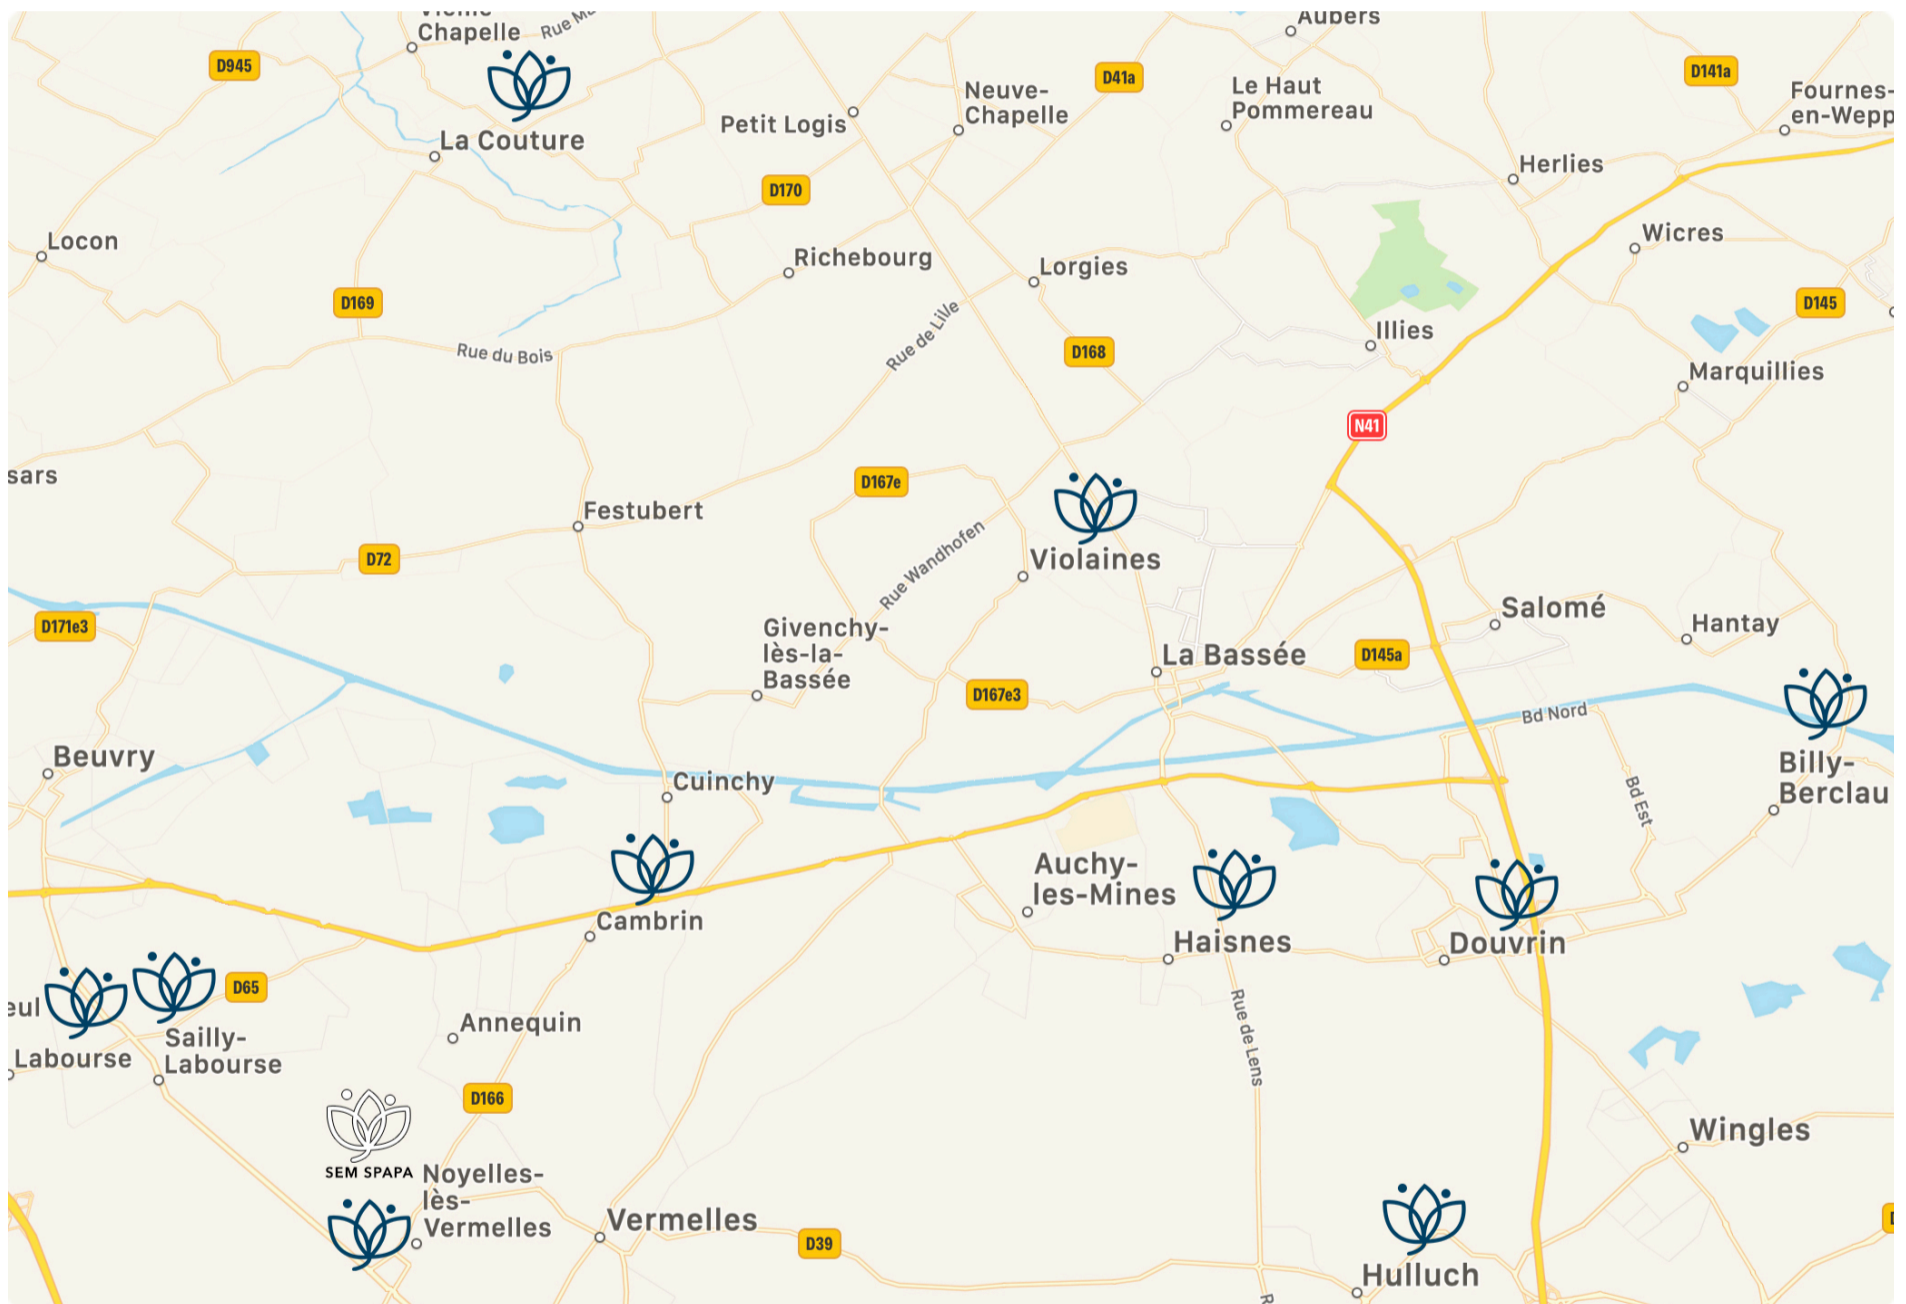 Chapelle
D945
La Couture
Petit Logis
Neuve-
Chapelle
D41a
Aubers
Le Haut
Pommereau
D141a
Fournes-
en-Wepp
Herlies
D170
Locon
Richebourg
Lorgies
Wicres
D169
D145
Rue du Bois
Rue de Lille
D168
Illies
Marquillies
N41
sars
D167e
Festubert
D72
Rue Wandhofen
Violaines
D171e3
Givenchy-
lès-la-
Bassée
Salomé
Hantay
La Bassée
D145a
D167e3
Bd Nord
Beuvry
Cuinchy
Billy-
Berclau
Bd Est
Auchy-
les-Mines
Cambrin
Haisnes
Douvrin
D65
eul
Labourse
Sailly-
Labourse
Annequin
Rue de Lens
D166
Wingles
SEM SPAPA
Noyelles-
lès-
Vermelles
Vermelles
D39
Hulluch